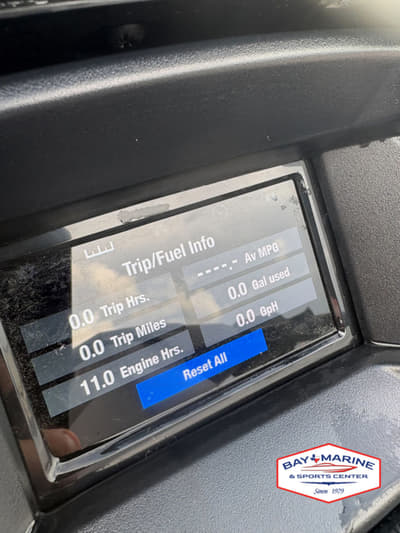 Trip/Fuel Info
0.0 Trip Hrs.
----.- Av MPG
0.0 Trip Miles
0.0 Gal used
11.0 Engine Hrs.
0.0 GpH
Reset All
BAY MARINE
& SPORTS CENTER
Since 1979